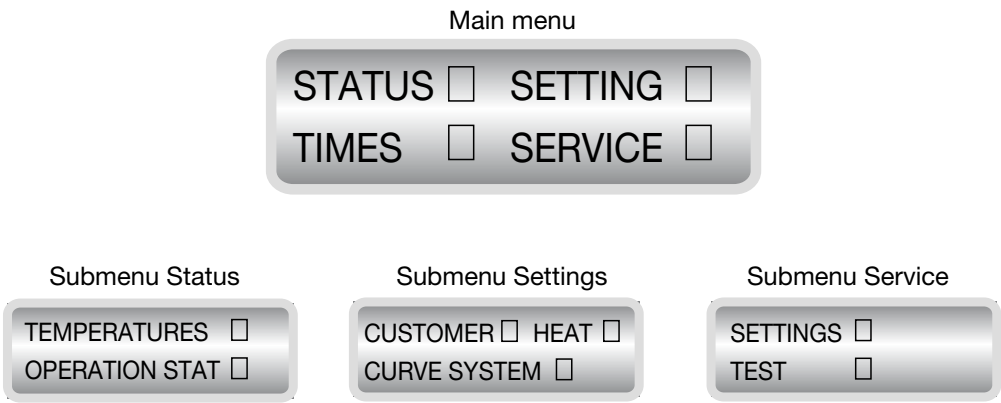 Main menu
STATUS □ SETTING □
TIMES □ SERVICE □
Submenu Status
TEMPERATURES □
OPERATION STAT □
Submenu Settings
CUSTOMER □ HEAT □
CURVE SYSTEM □
Submenu Service
SETTINGS □
TEST □